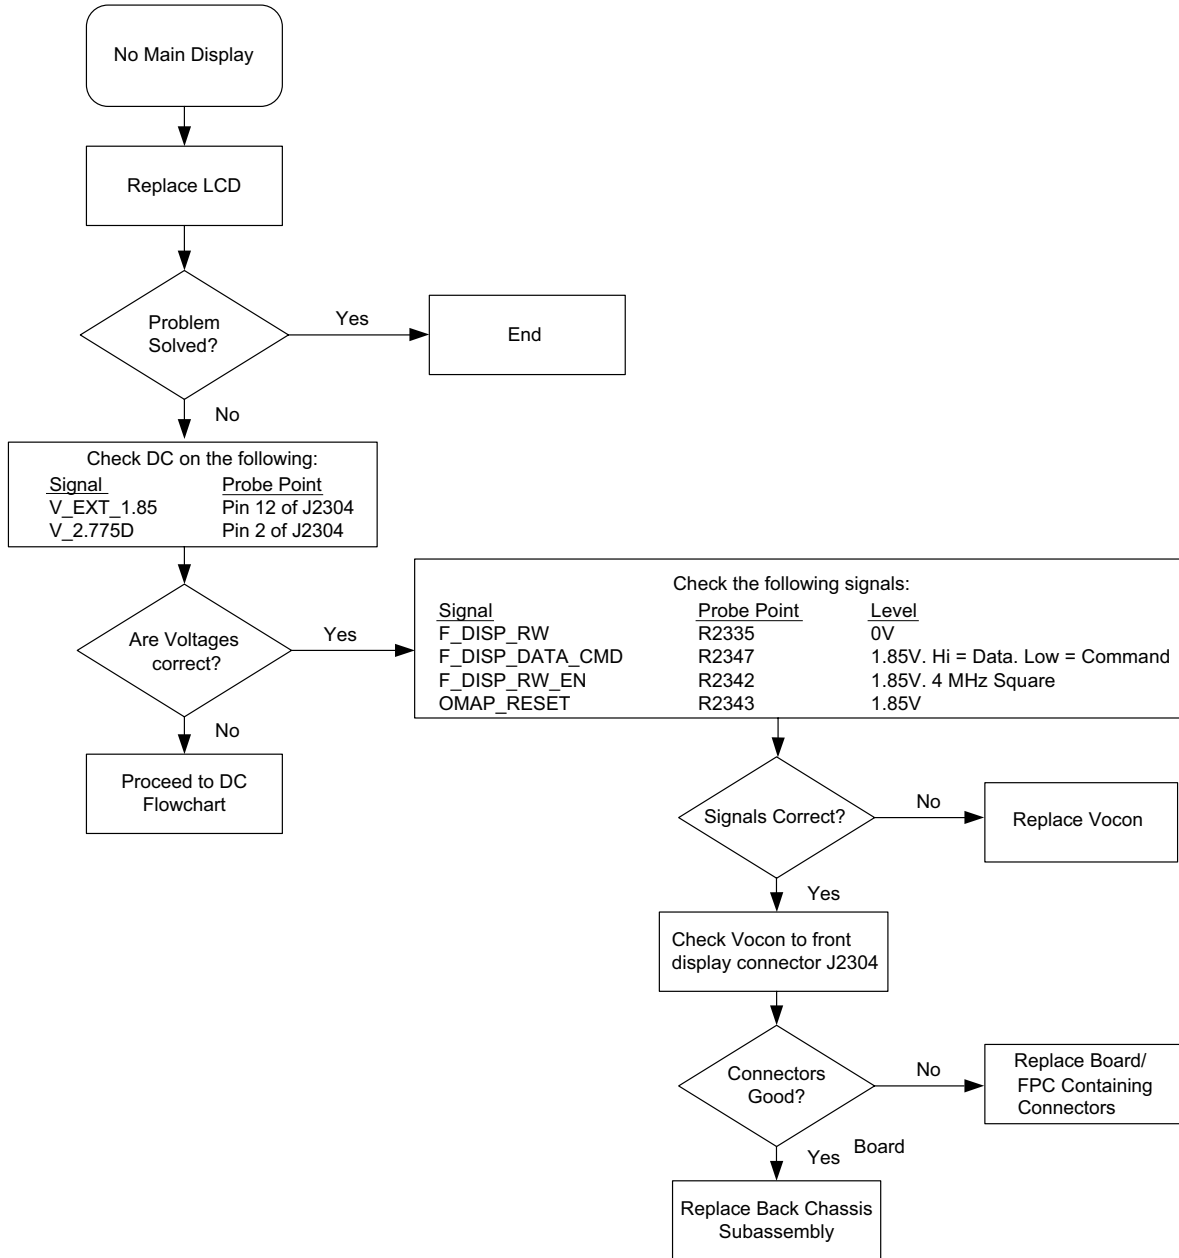 No Main Display
Replace LCD
Problem
Solved?
Yes
End
No
Check DC on the following:
Signal Probe Point
V_EXT_1.85 Pin 12 of J2304
V_2.775D Pin 2 of J2304
Are Voltages
correct?
Yes
Check the following signals:
Signal Probe Point Level
F_DISP_RW R2335 0V
F_DISP_DATA_CMD R2347 1.85V. Hi = Data. Low = Command
F_DISP_RW_EN R2342 1.85V. 4 MHz Square
OMAP_RESET R2343 1.85V
No
Proceed to DC
Flowchart
Signals Correct?
No
Replace Vocon
Yes
Check Vocon to front
display connector J2304
Connectors
Good?
No
Replace Board/
FPC Containing
Connectors
Yes Board
Replace Back Chassis
Subassembly